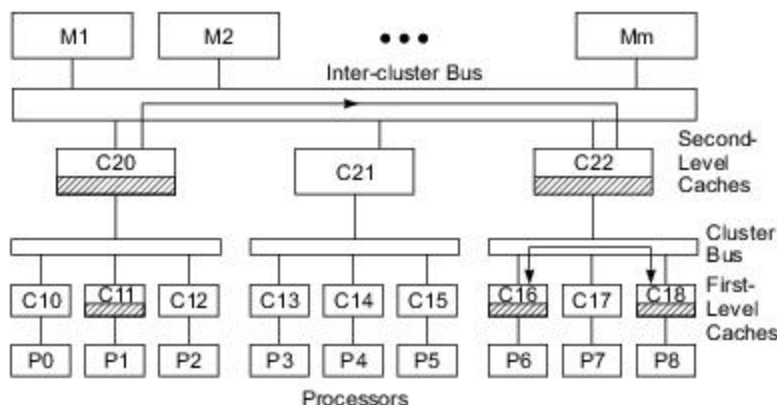 M1 M2 ••• Mm
Inter-cluster Bus
C20 C21 C22
Second-
Level
Caches
Cluster
Bus
C10 C11 C12 C13 C14 C15 C16 C17 C18
First-
Level
Caches
P0 P1 P2 P3 P4 P5 P6 P7 P8
Processors